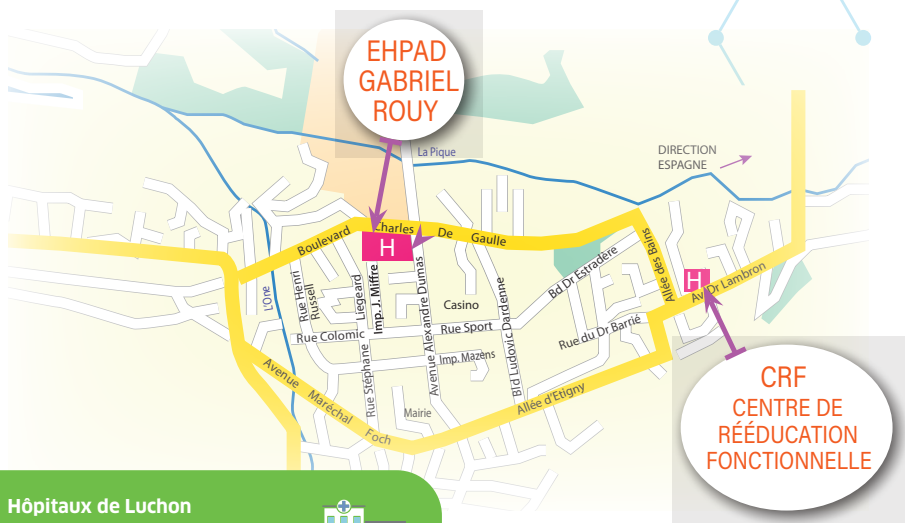 EHPAD
GABRIEL
ROUY
La Pique
DIRECTION
ESPAGNE
Boulevard Charles De Gaulle
H
L'One
Rue Henri
Russell
Rue Stéphane Liegeard
Imp. J. Miffre
Avenue Alexandre Dumas
Casino
Bld Ludovic Dardenne
Bd Dr Estradère
Allée des Bains
H
Av Dr Lambron
Rue Colomic
Rue Sport
Rue du Dr Barrié
Imp. Mazens
Avenue Maréchal Foch
Mairie
Allée d'Etigny
CRF
CENTRE DE
RÉÉDUCATION
FONCTIONNELLE
Hôpitaux de Luchon